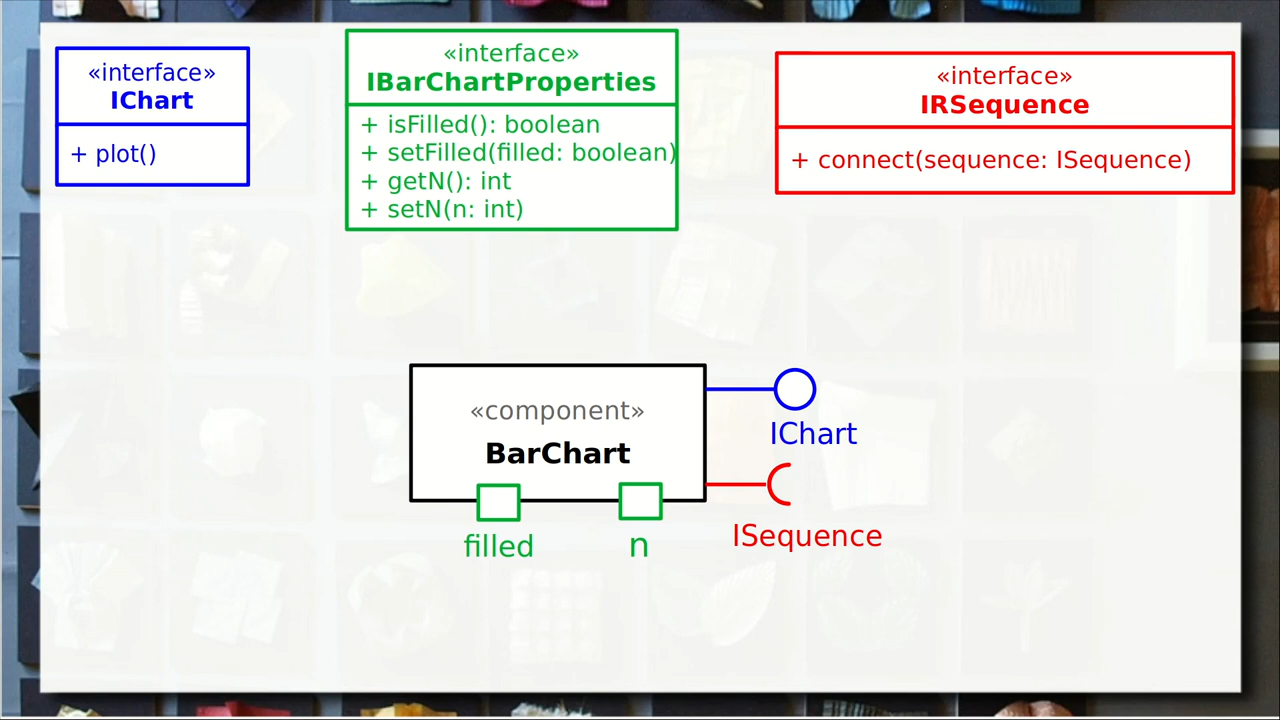 «interface»
IChart
+ plot()
«interface»
IBarChartProperties
+ isFilled(): boolean
+ setFilled(filled: boolean)
+ getN(): int
+ setN(n: int)
«interface»
IRSequence
+ connect(sequence: ISequence)
«component»
BarChart
IChart
ISequence
filled
n